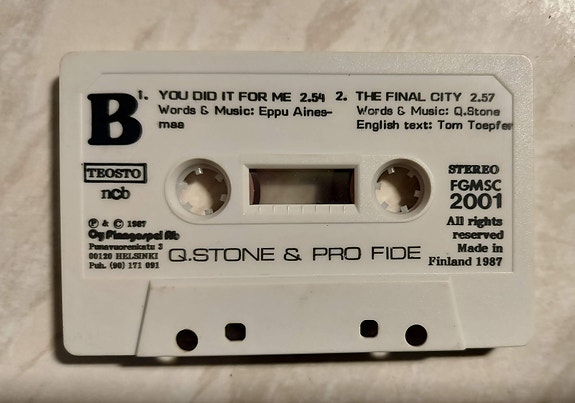 B
1. YOU DID IT FOR ME 2.54
Words & Music: Eppu Aines-
maa
2. THE FINAL CITY 2.57
Words & Music: Q.Stone
English text: Tom Toepfer
TEOSTO
ncb
Ⓟ & © 1987
Oy Finngospel Ab
Punavuorenkatu 2
00120 HELSINKI
Puh. (90) 171 091
Q.STONE & PRO FIDE
STEREO
FGMSC
2001
All rights
reserved
Made in
Finland 1987